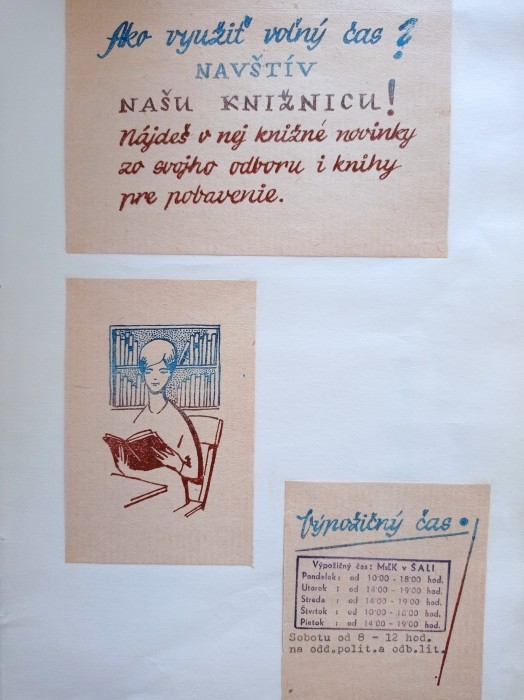 Ako využiť voľný čas?
NAVŠTÍV
NAŠU KNIŽNICU!
Nájdeš v nej knižné novinky
zo svojho odboru i knihy
pre pobavenie.
Výpožičný čas:
Výpožičný čas: MsĽK v ŠALI
Pondelok: od 10'00 - 18'00 hod.
Utorok : od 14'00 - 19'00 hod.
Streda : od 14'00 - 19'00 hod.
Štvrtok : od 10'00 - 18'00 hod.
Piatok : od 14'00 - 19'00 hod.
Sobotu od 8 - 12 hod.
na odd.polit.a odb.lit.